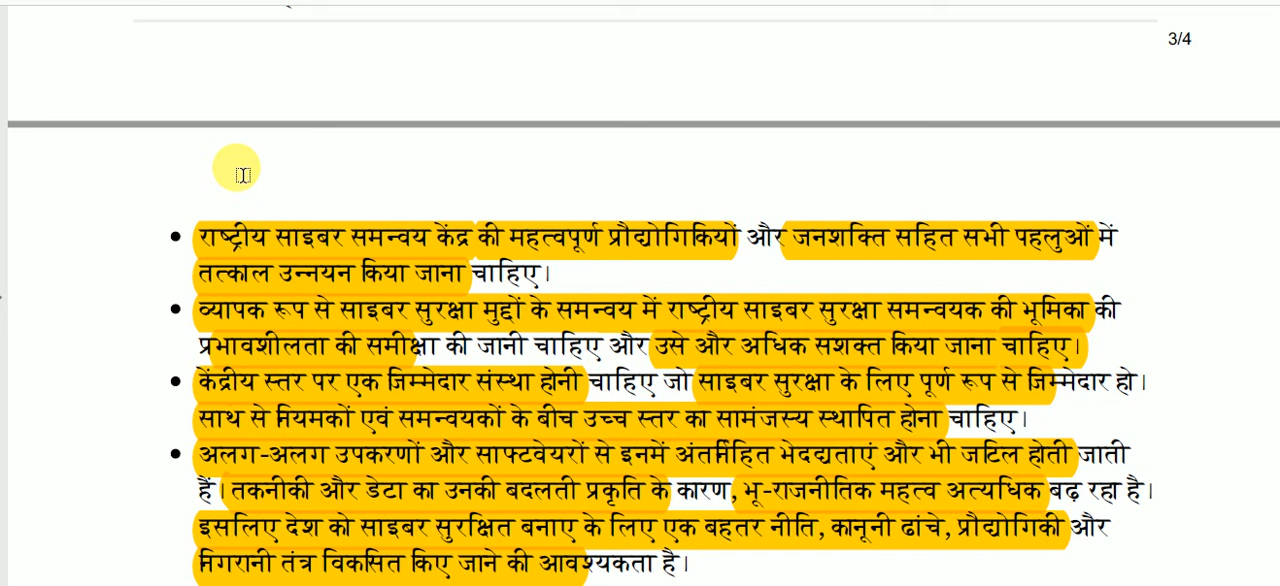 3/4
राष्ट्रीय साइबर समन्वय केंद्र की महत्वपूर्ण प्रौद्योगिकियों और जनशक्ति सहित सभी पहलुओं में
तत्काल उन्नयन किया जाना चाहिए।
व्यापक रूप से साइबर सुरक्षा मुद्दों के समन्वय में राष्ट्रीय साइबर सुरक्षा समन्वयक की भूमिका की
प्रभावशीलता की समीक्षा की जानी चाहिए और उसे और अधिक सशक्त किया जाना चाहिए।
केंद्रीय स्तर पर एक जिम्मेदार संस्था होनी चाहिए जो साइबर सुरक्षा के लिए पूर्ण रूप से जिम्मेदार हो।
साथ से नियमकों एवं समन्वयकों के बीच उच्च स्तर का सामंजस्य स्थापित होना चाहिए।
अलग-अलग उपकरणों और साफ्टवेयरों से इनमें अंतर्निहित भेदद्यताएं और भी जटिल होती जाती
हैं। तकनीकी और डेटा का उनकी बदलती प्रकृति के कारण, भू-राजनीतिक महत्व अत्यधिक बढ़ रहा है।
इसलिए देश को साइबर सुरक्षित बनाए के लिए एक बहतर नीति, कानूनी ढांचे, प्रौद्योगिकी और
निगरानी तंत्र विकसित किए जाने की आवश्यकता है।